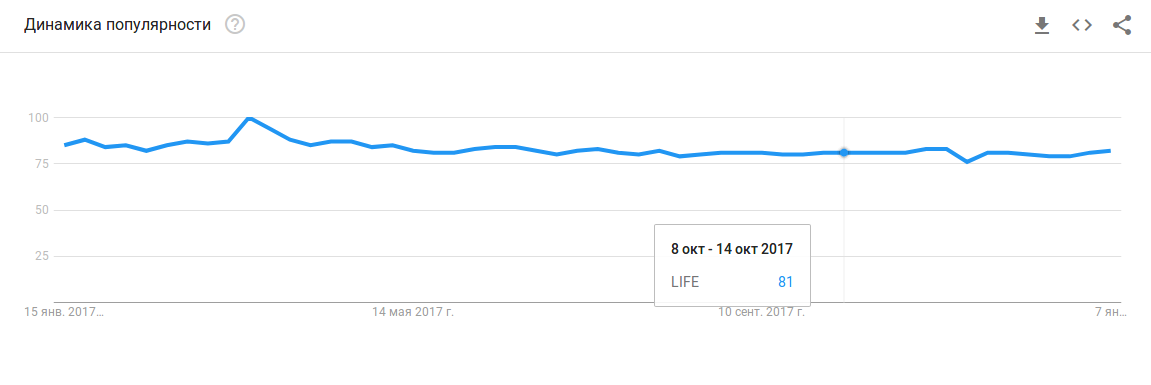 Динамика популярности ?
100
75
50
25
8 окт - 14 окт 2017
LIFE 81
15 янв. 2017… 14 мая 2017 г. 10 сент. 2017 г. 7 ян…